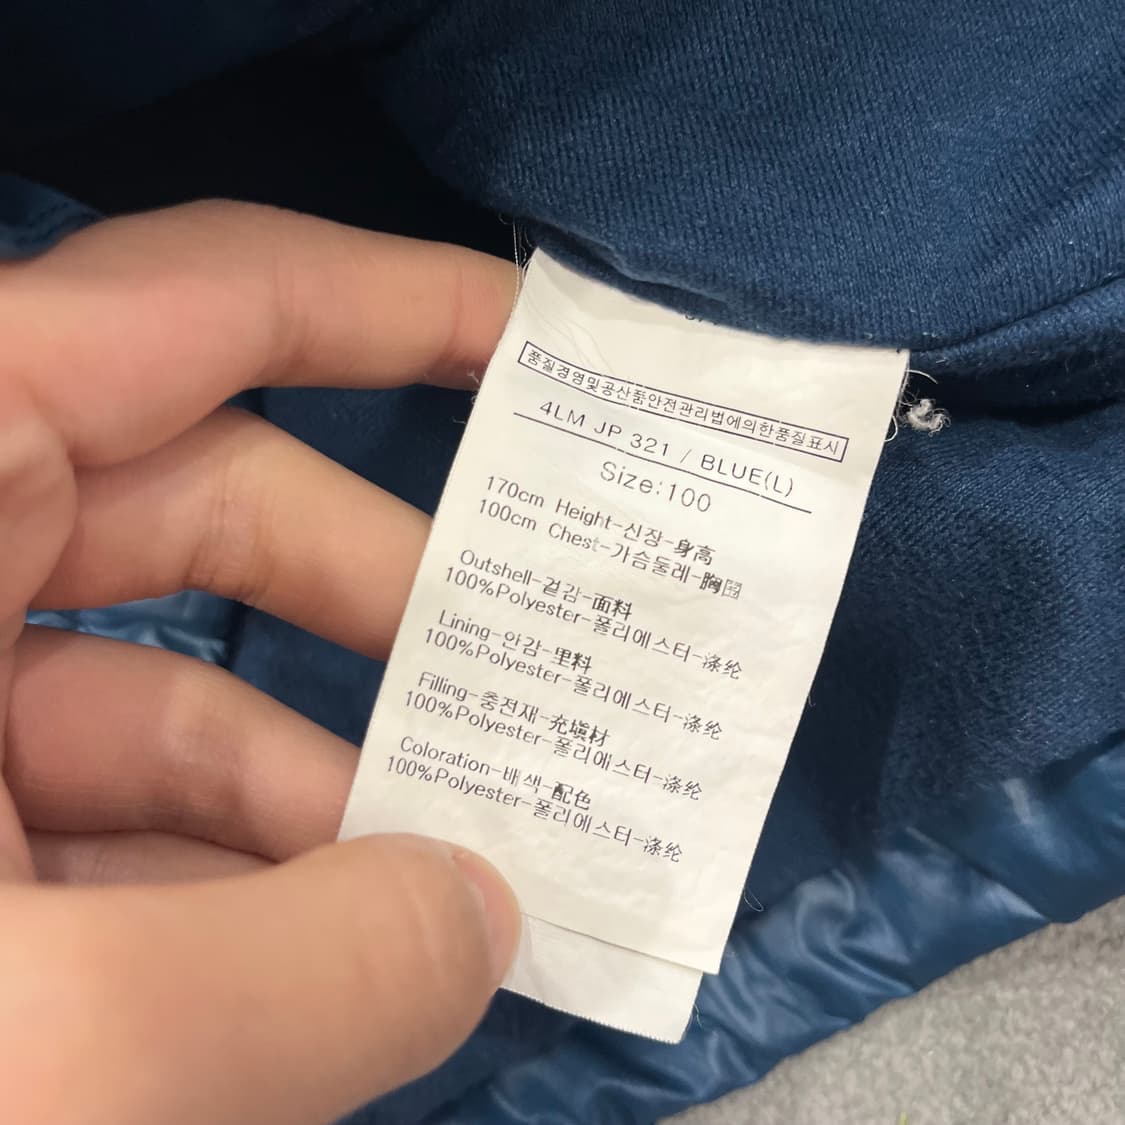 품질경영및공산품안전관리법에의한품질표시
4LM JP 321 / BLUE(L)
Size:100
170cm Height-신장-身高
100cm Chest-가슴둘레-胸囲
Outshell-겉감-面料
100%Polyester-폴리에스터-涤纶
Lining-안감-里料
100%Polyester-폴리에스터-涤纶
Filling-충전재-充塡材
100%Polyester-폴리에스터-涤纶
Coloration-배색-配色
100%Polyester-폴리에스터-涤纶